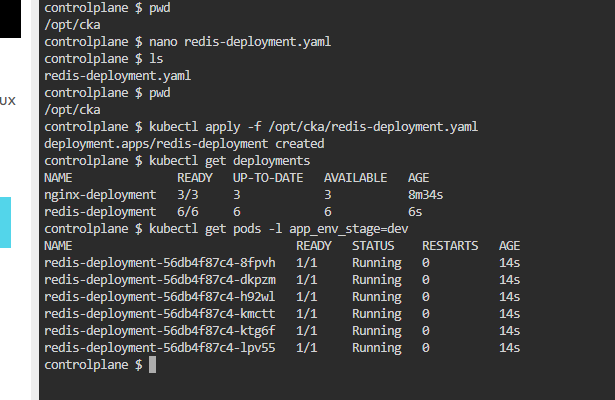 controlplane $ pwd
/opt/cka
controlplane $ nano redis-deployment.yaml
controlplane $ ls
redis-deployment.yaml
controlplane $ pwd
/opt/cka
controlplane $ kubectl apply -f /opt/cka/redis-deployment.yaml
deployment.apps/redis-deployment created
controlplane $ kubectl get deployments
NAME READY UP-TO-DATE AVAILABLE AGE
nginx-deployment 3/3 3 3 8m34s
redis-deployment 6/6 6 6 6s
controlplane $ kubectl get pods -l app_env_stage=dev
NAME READY STATUS RESTARTS AGE
redis-deployment-56db4f87c4-8fpvh 1/1 Running 0 14s
redis-deployment-56db4f87c4-dkpzm 1/1 Running 0 14s
redis-deployment-56db4f87c4-h92wl 1/1 Running 0 14s
redis-deployment-56db4f87c4-kmctt 1/1 Running 0 14s
redis-deployment-56db4f87c4-ktg6f 1/1 Running 0 14s
redis-deployment-56db4f87c4-lpv55 1/1 Running 0 14s
controlplane $
ux